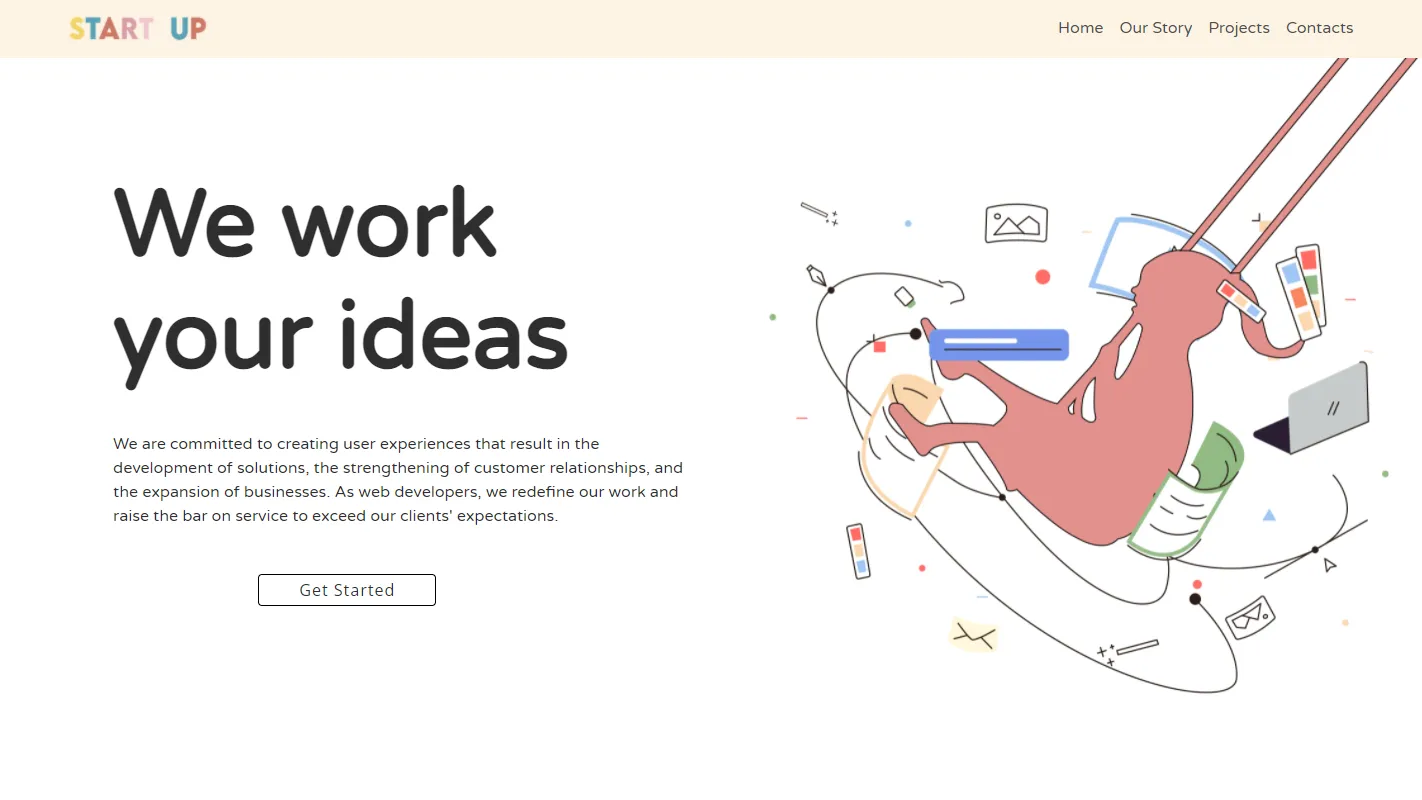 START UP
Home Our Story Projects Contacts
We work
your ideas
We are committed to creating user experiences that result in the
development of solutions, the strengthening of customer relationships, and
the expansion of businesses. As web developers, we redefine our work and
raise the bar on service to exceed our clients' expectations.
Get Started